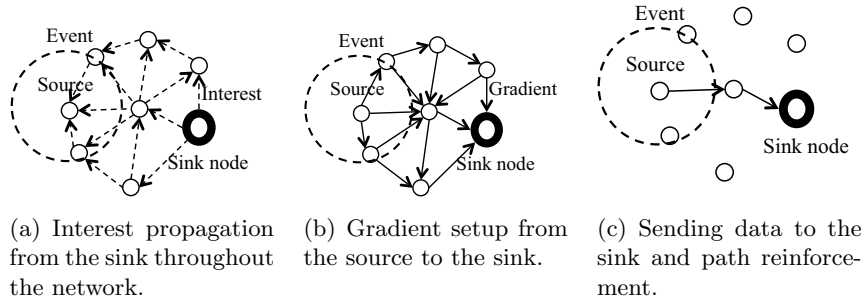 Event
Source
Interest
Sink node
(a) Interest propagation
from the sink throughout
the network.
Event
Source
Gradient
Sink node
(b) Gradient setup from
the source to the sink.
Event
Source
Sink node
(c) Sending data to the
sink and path reinforce-
ment.